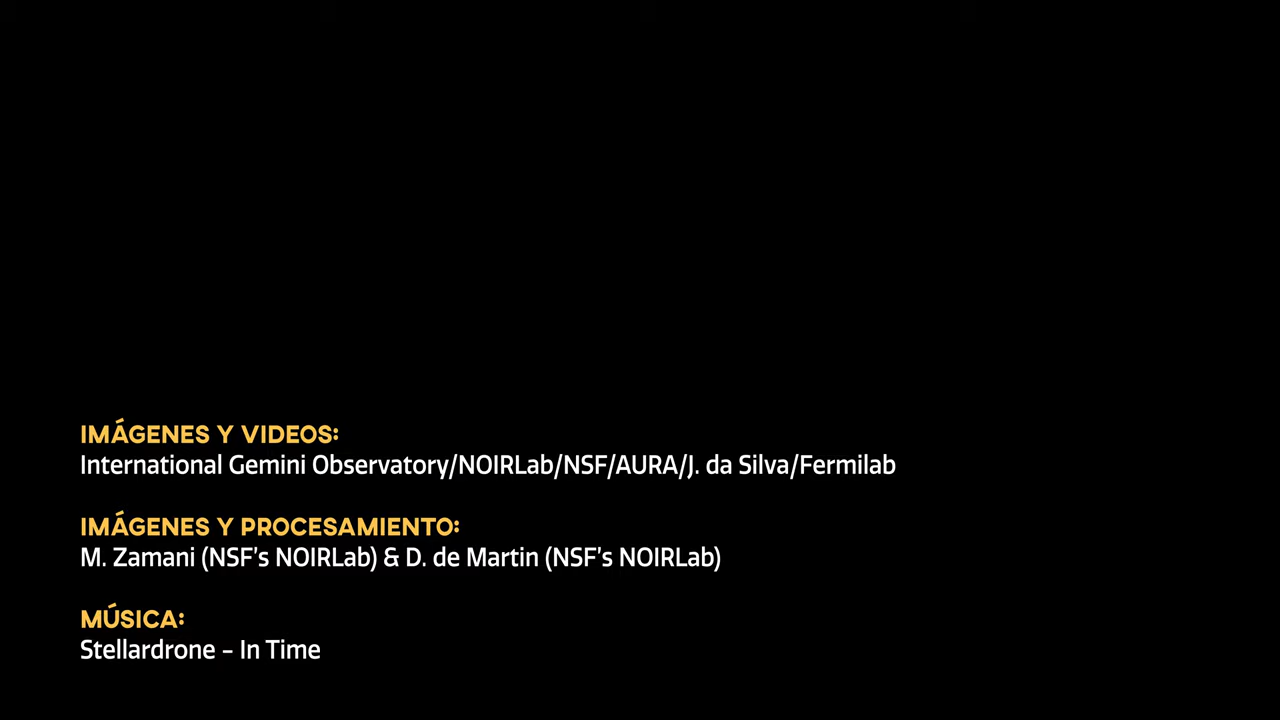 IMÁGENES Y VIDEOS:
International Gemini Observatory/NOIRLab/NSF/AURA/J. da Silva/Fermilab
IMÁGENES Y PROCESAMIENTO:
M. Zamani (NSF's NOIRLab) & D. de Martin (NSF's NOIRLab)
MÚSICA:
Stellardrone – In Time